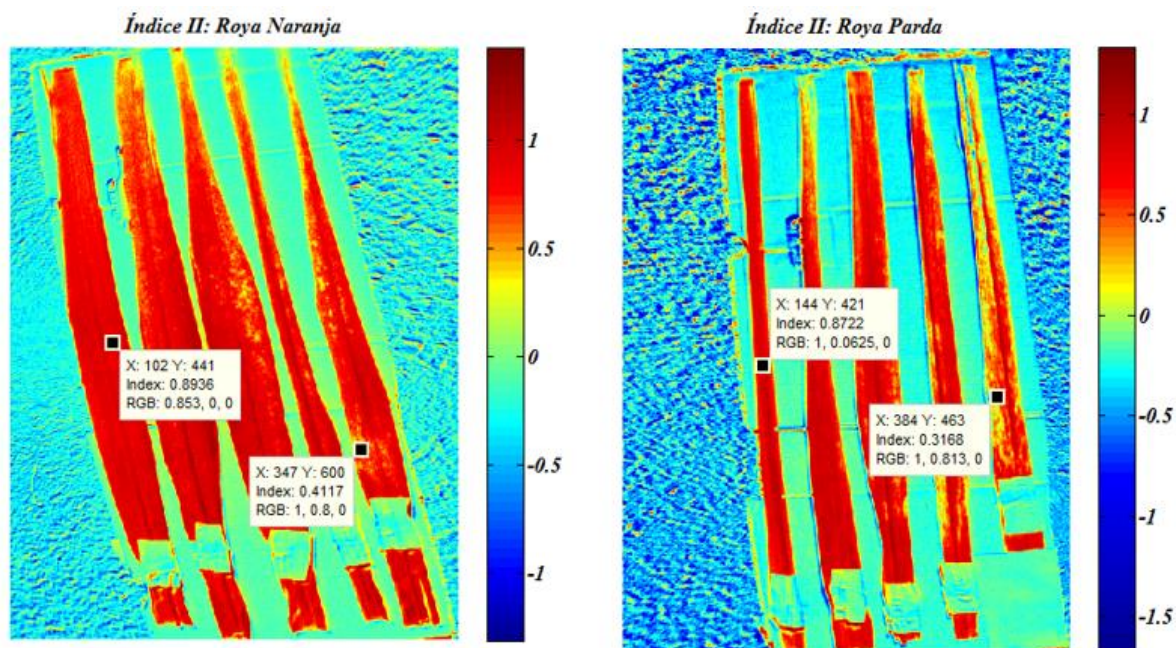 Índice II: Roya Naranja
X: 102 Y: 441
Index: 0.8936
RGB: 0.853, 0, 0
X: 347 Y: 600
Index: 0.4117
RGB: 1, 0.8, 0
1
0.5
0
-0.5
-1
Índice II: Roya Parda
X: 144 Y: 421
Index: 0.8722
RGB: 1, 0.0625, 0
X: 384 Y: 463
Index: 0.3168
RGB: 1, 0.813, 0
1
0.5
0
-0.5
-1
-1.5